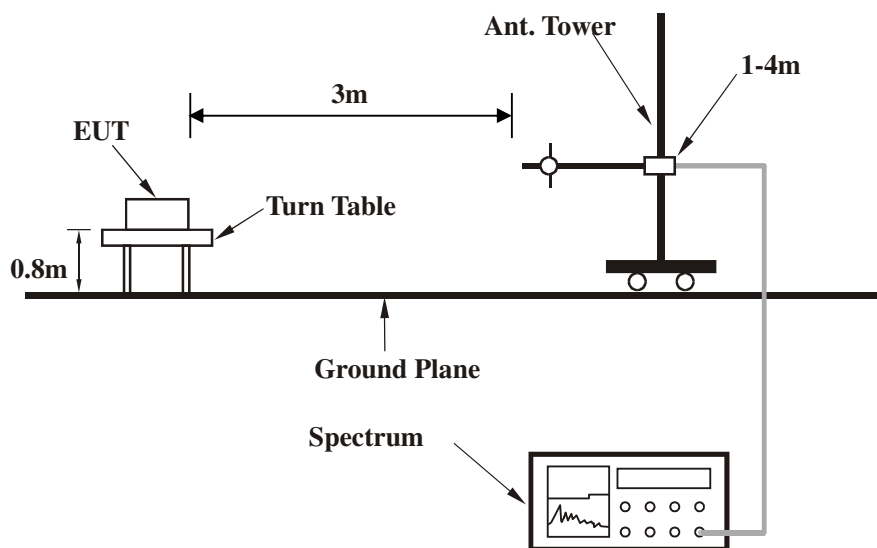 Ant. Tower
1-4m
3m
EUT
Turn Table
0.8m
Ground Plane
Spectrum